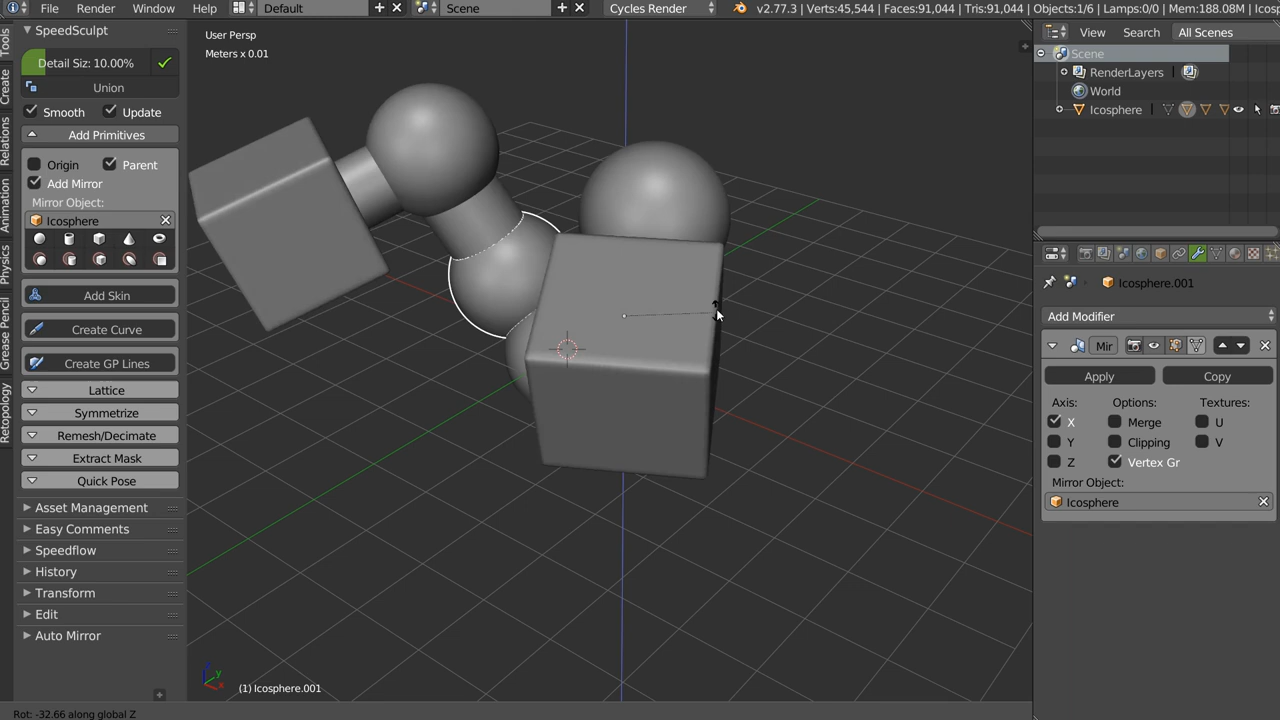 File Render Window Help Default Scene Cycles Render v2.77.3 | Verts:45,544 | Faces:91,044 | Tris:91,044 | Objects:1/6 | Lamps:0/0 | Mem:188.08M | Icosp
Tools
Create
Relations
Animation
Physics
Grease Pencil
Retopology
SpeedSculpt
Detail Siz: 10.00%
Union
Smooth Update
Add Primitives
Origin Parent
Add Mirror
Mirror Object:
Icosphere
Add Skin
Create Curve
Create GP Lines
Lattice
Symmetrize
Remesh/Decimate
Extract Mask
Quick Pose
Asset Management
Easy Comments
Speedflow
History
Transform
Edit
Auto Mirror
User Persp
Meters x 0.01
z
y
x
(1) Icosphere.001
Rot: -32.66 along global Z
View Search All Scenes
Scene
RenderLayers |
World
Icosphere |
Icosphere.001
Add Modifier
Mir
Apply Copy
Axis: Options: Textures:
X Merge U
Y Clipping V
Z Vertex Gr
Mirror Object:
Icosphere